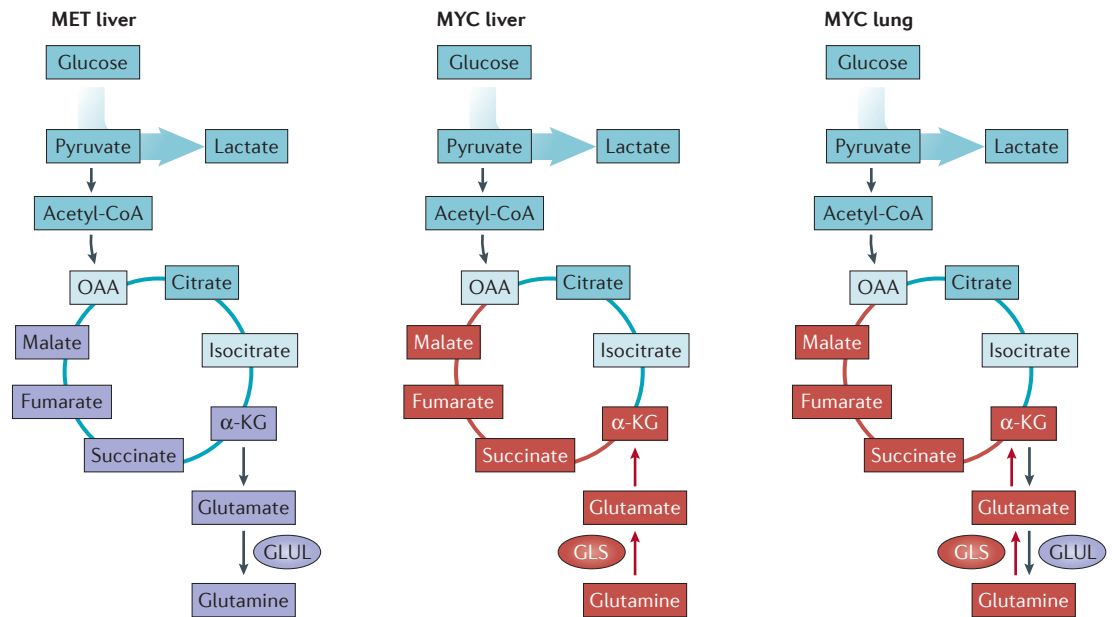 MET liver
Glucose
Pyruvate
Lactate
Acetyl-CoA
OAA
Citrate
Malate
Isocitrate
Fumarate
α-KG
Succinate
Glutamate
GLUL
Glutamine
MYC liver
Glucose
Pyruvate
Lactate
Acetyl-CoA
OAA
Citrate
Malate
Isocitrate
Fumarate
α-KG
Succinate
Glutamate
GLS
Glutamine
MYC lung
Glucose
Pyruvate
Lactate
Acetyl-CoA
OAA
Citrate
Malate
Isocitrate
Fumarate
α-KG
Succinate
Glutamate
GLS
GLUL
Glutamine